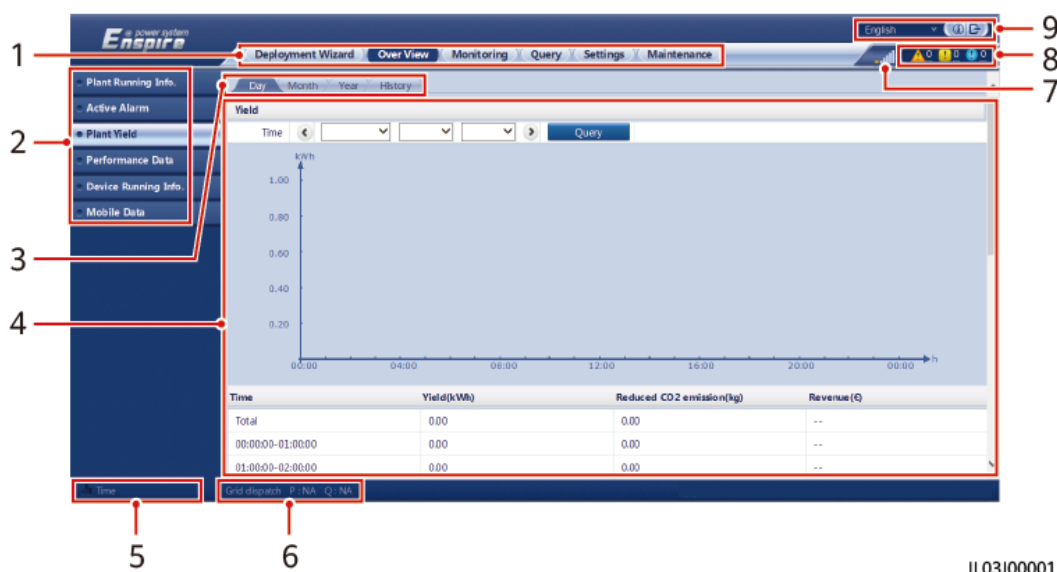 e power system
Enspire
English
9
1
Deployment Wizard Over View Monitoring Query Settings Maintenance
0 0 0
8
7
2
Plant Running Info.
Active Alarm
Plant Yield
Performance Data
Device Running Info.
Mobile Data
3
Day Month Year History
4
Yield
Time Query
kWh
1.00
0.80
0.60
0.40
0.20
00:00 04:00 08:00 12:00 16:00 20:00 00:00 h
Time Yield(kWh) Reduced CO2 emission(kg) Revenue(€)
Total 0.00 0.00 --
00:00:00-01:00:00 0.00 0.00 --
01:00:00-02:00:00 0.00 0.00 --
Time
Grid dispatch P : NA Q : NA
5
6
IL03J00001